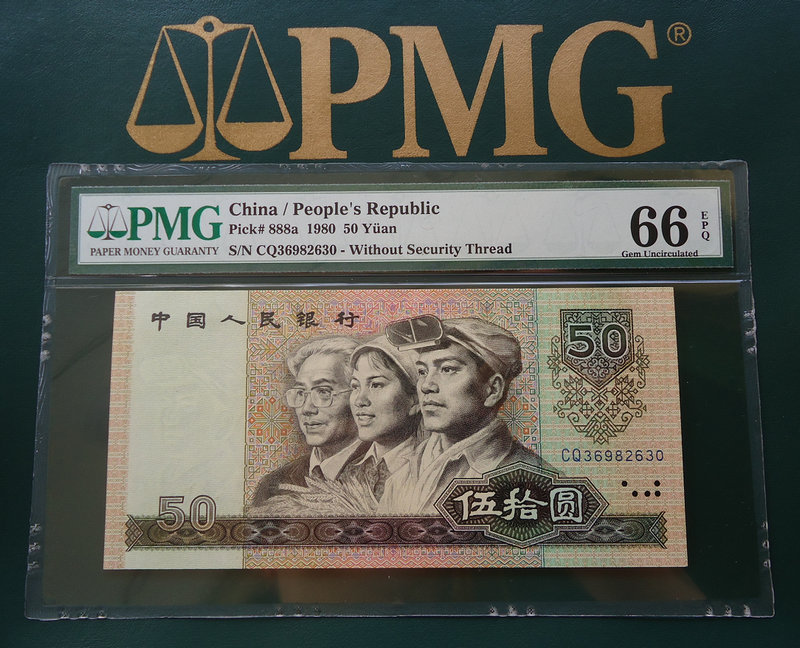 PMG®
PMG
PAPER MONEY GUARANTY
China / People's Republic
Pick# 888a 1980 50 Yüan
S/N CQ36982630 - Without Security Thread
66 EPQ
Gem Uncirculated
中国人民银行
50
CQ36982630
50
伍拾圆